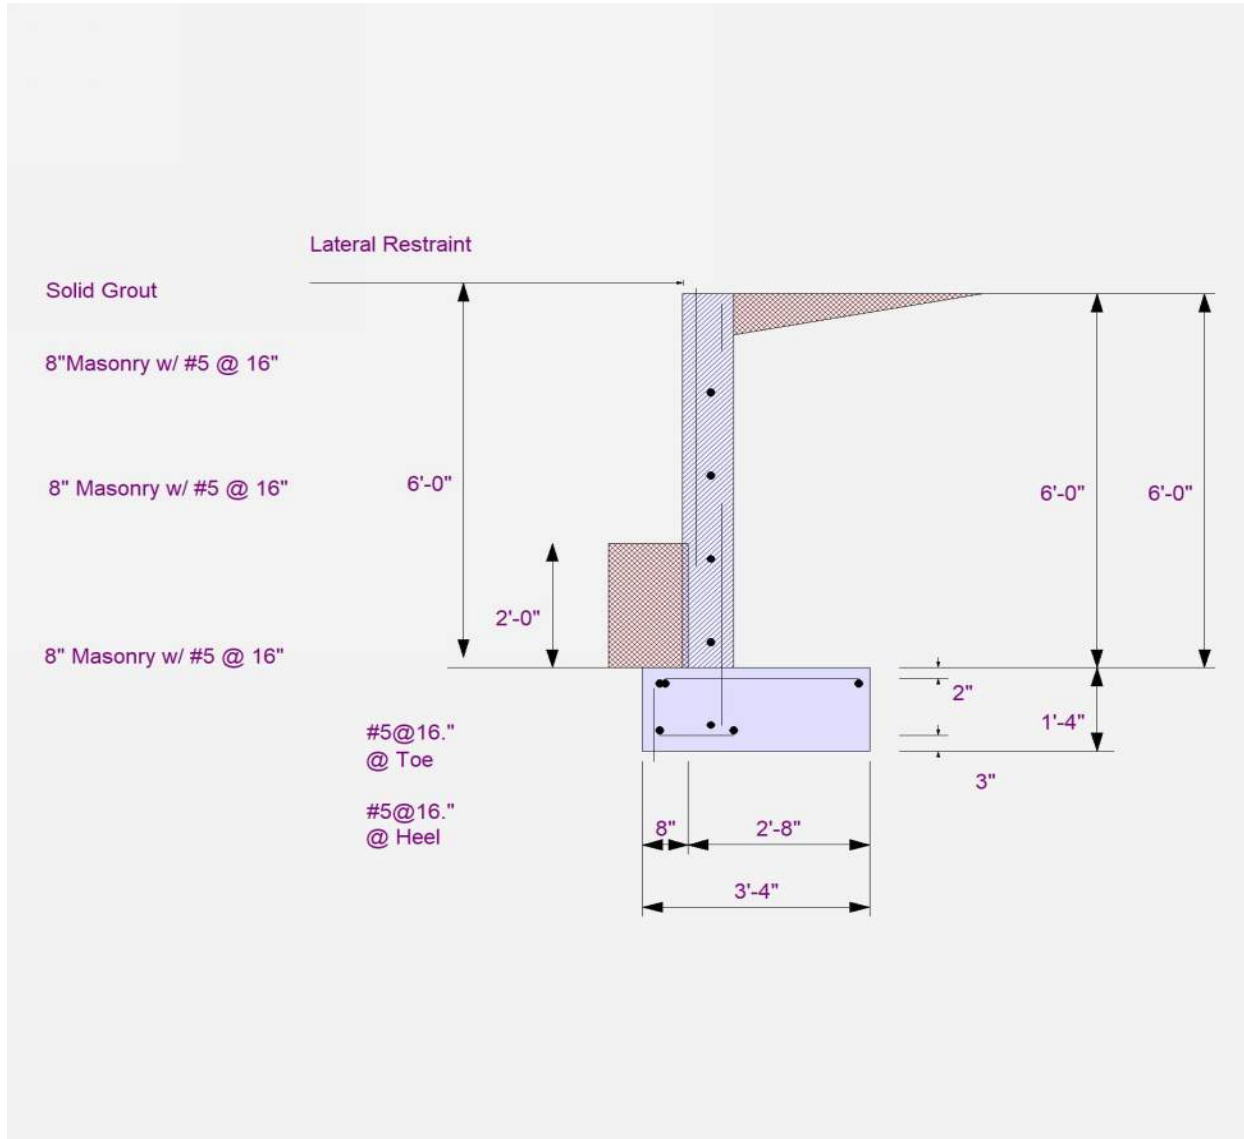 Lateral Restraint
Solid Grout
8"Masonry w/ #5 @ 16"
8" Masonry w/ #5 @ 16"
6'-0"
6'-0"
6'-0"
2'-0"
8" Masonry w/ #5 @ 16"
2"
1'-4"
#5@16."
@ Toe
3"
#5@16."
@ Heel
8"
2'-8"
3'-4"